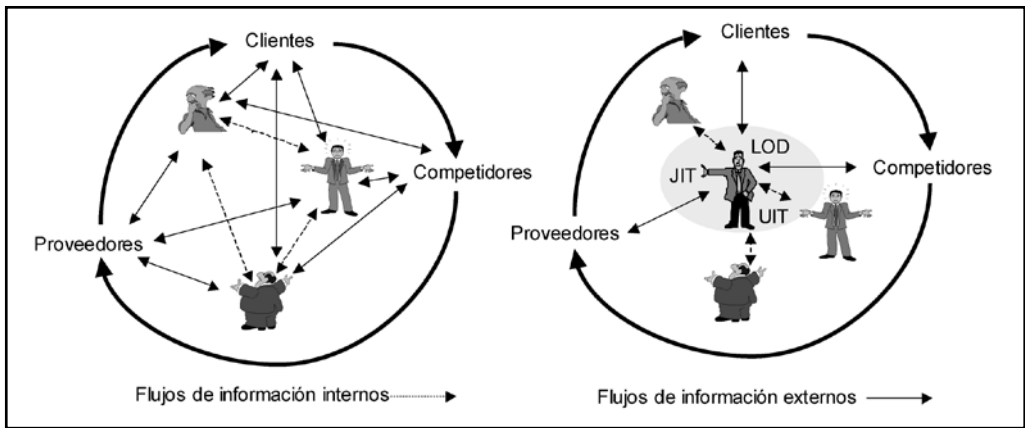 Clientes
Competidores
Proveedores
Flujos de información internos
Clientes
LOD
JIT
Competidores
UIT
Proveedores
Flujos de información externos